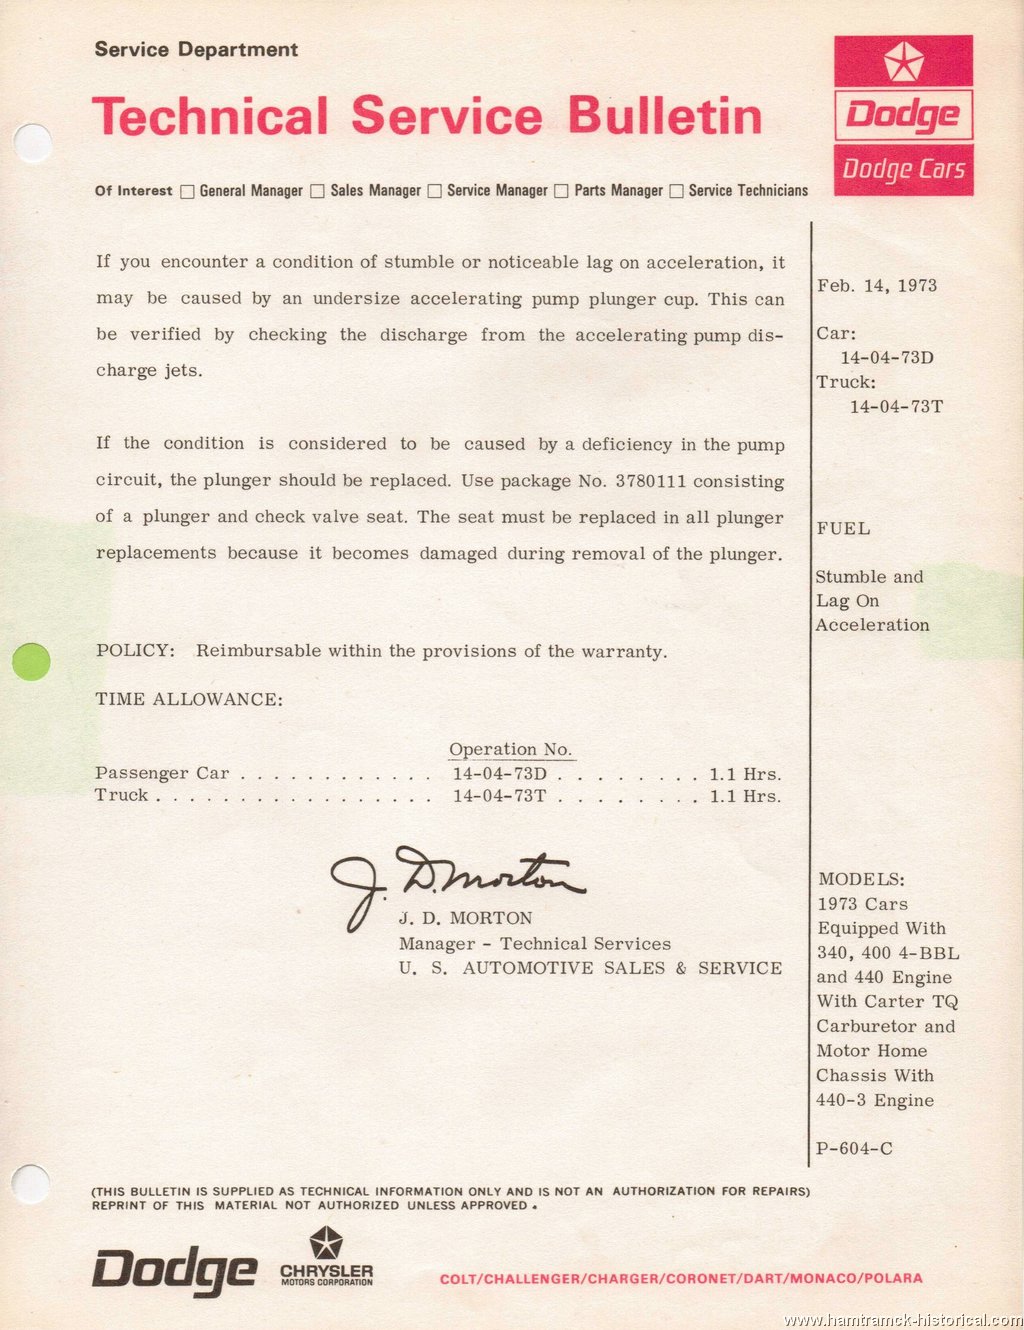 Service Department
Technical Service Bulletin
Dodge
Dodge Cars
Of Interest □ General Manager □ Sales Manager □ Service Manager □ Parts Manager □ Service Technicians
If you encounter a condition of stumble or noticeable lag on acceleration, it
may be caused by an undersize accelerating pump plunger cup. This can
be verified by checking the discharge from the accelerating pump dis-
charge jets.
If the condition is considered to be caused by a deficiency in the pump
circuit, the plunger should be replaced. Use package No. 3780111 consisting
of a plunger and check valve seat. The seat must be replaced in all plunger
replacements because it becomes damaged during removal of the plunger.
POLICY: Reimbursable within the provisions of the warranty.
TIME ALLOWANCE:
Operation No.
Passenger Car . . . . . . . . . . . . 14-04-73D . . . . . . . . . 1.1 Hrs.
Truck . . . . . . . . . . . . . . . . . 14-04-73T . . . . . . . . . 1.1 Hrs.
J. D. Morton
J. D. MORTON
Manager - Technical Services
U. S. AUTOMOTIVE SALES & SERVICE
Feb. 14, 1973
Car:
14-04-73D
Truck:
14-04-73T
FUEL
Stumble and
Lag On
Acceleration
MODELS:
1973 Cars
Equipped With
340, 400 4-BBL
and 440 Engine
With Carter TQ
Carburetor and
Motor Home
Chassis With
440-3 Engine
P-604-C
(THIS BULLETIN IS SUPPLIED AS TECHNICAL INFORMATION ONLY AND IS NOT AN AUTHORIZATION FOR REPAIRS)
REPRINT OF THIS MATERIAL NOT AUTHORIZED UNLESS APPROVED .
Dodge
CHRYSLER
MOTORS CORPORATION
COLT/CHALLENGER/CHARGER/CORONET/DART/MONACO/POLARA
www.hamtramck-historical.com